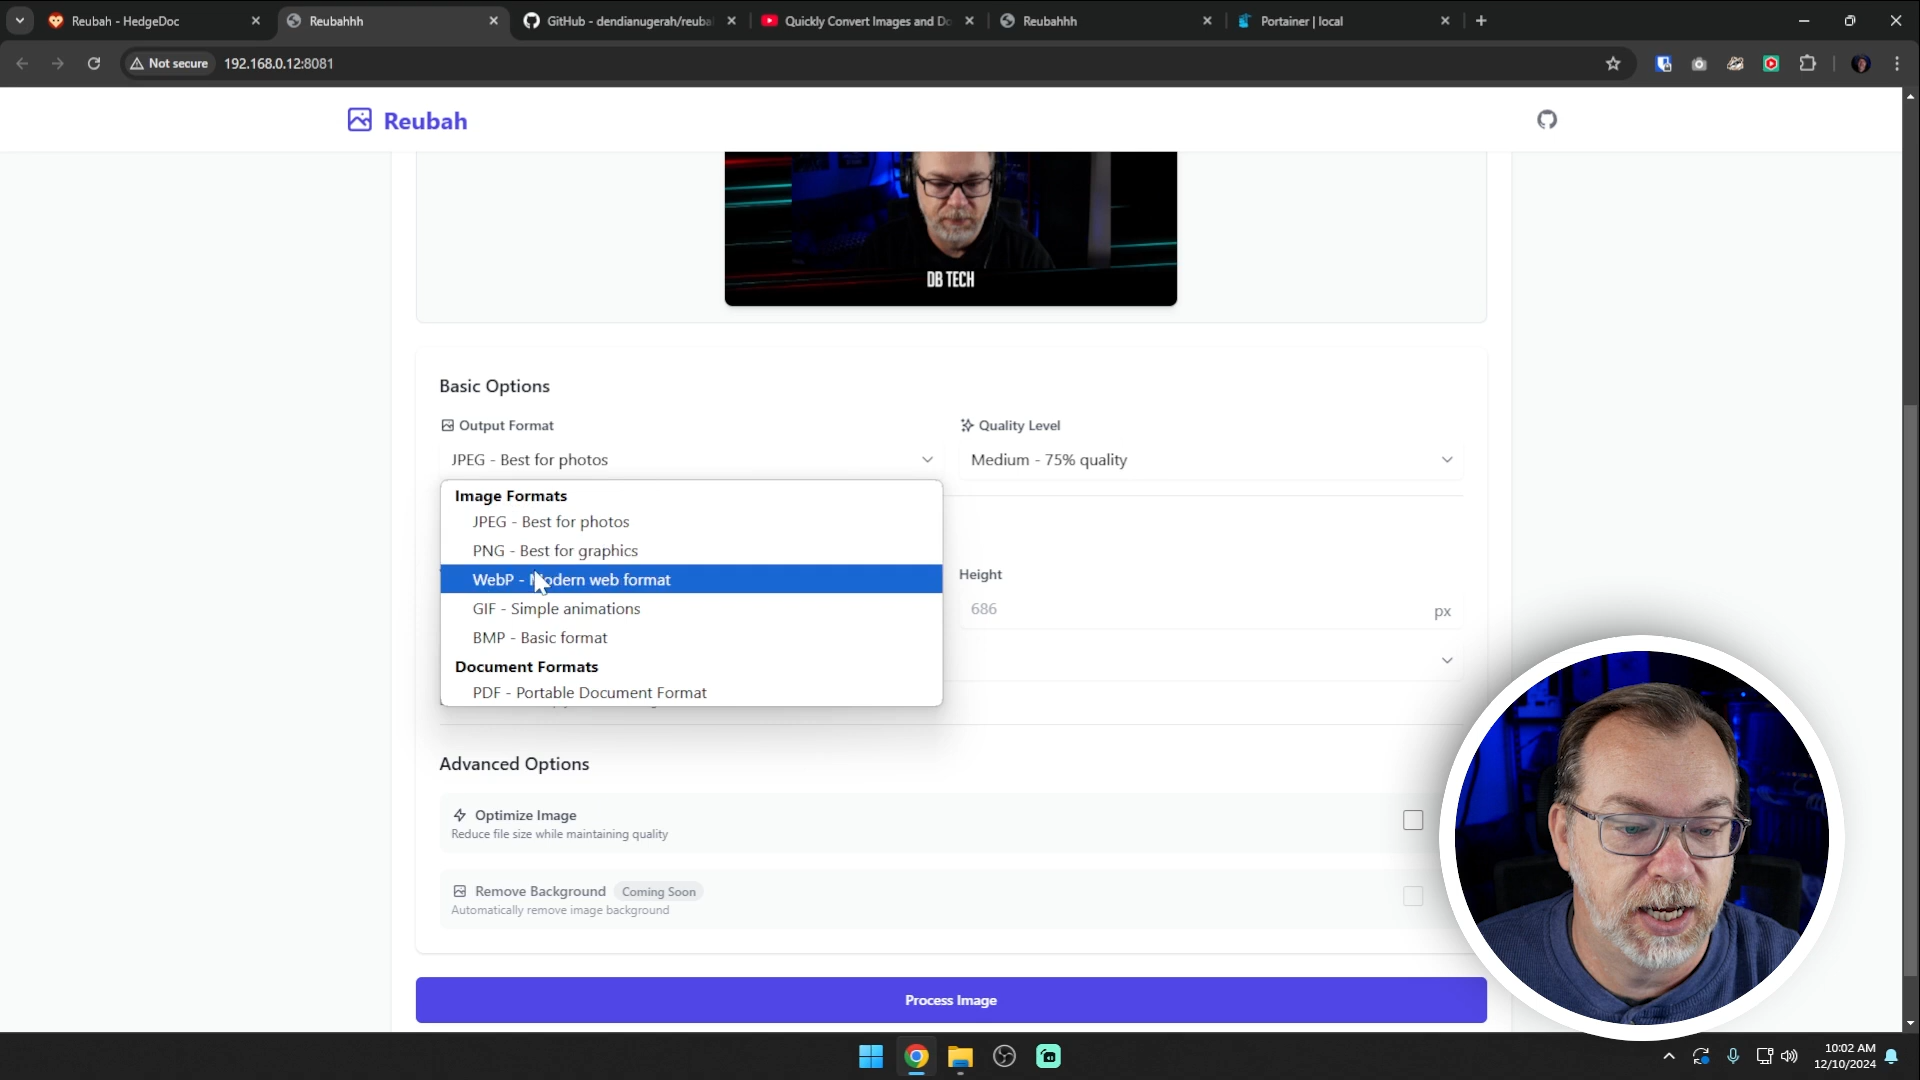 Reubah - HedgeDoc
Reubahhh
GitHub - dendianugerah/reubah
Quickly Convert Images and Do
Reubahhh
Portainer | local
Not secure
192.168.0.12:8081
Reubah
DB TECH
Basic Options
Output Format
Quality Level
JPEG - Best for photos
Medium - 75% quality
Image Formats
JPEG - Best for photos
PNG - Best for graphics
WebP - Modern web format
GIF - Simple animations
BMP - Basic format
Document Formats
PDF - Portable Document Format
Height
686
px
Advanced Options
Optimize Image
Reduce file size while maintaining quality
Remove Background
Coming Soon
Automatically remove image background
Process Image
10:02 AM
12/10/2024